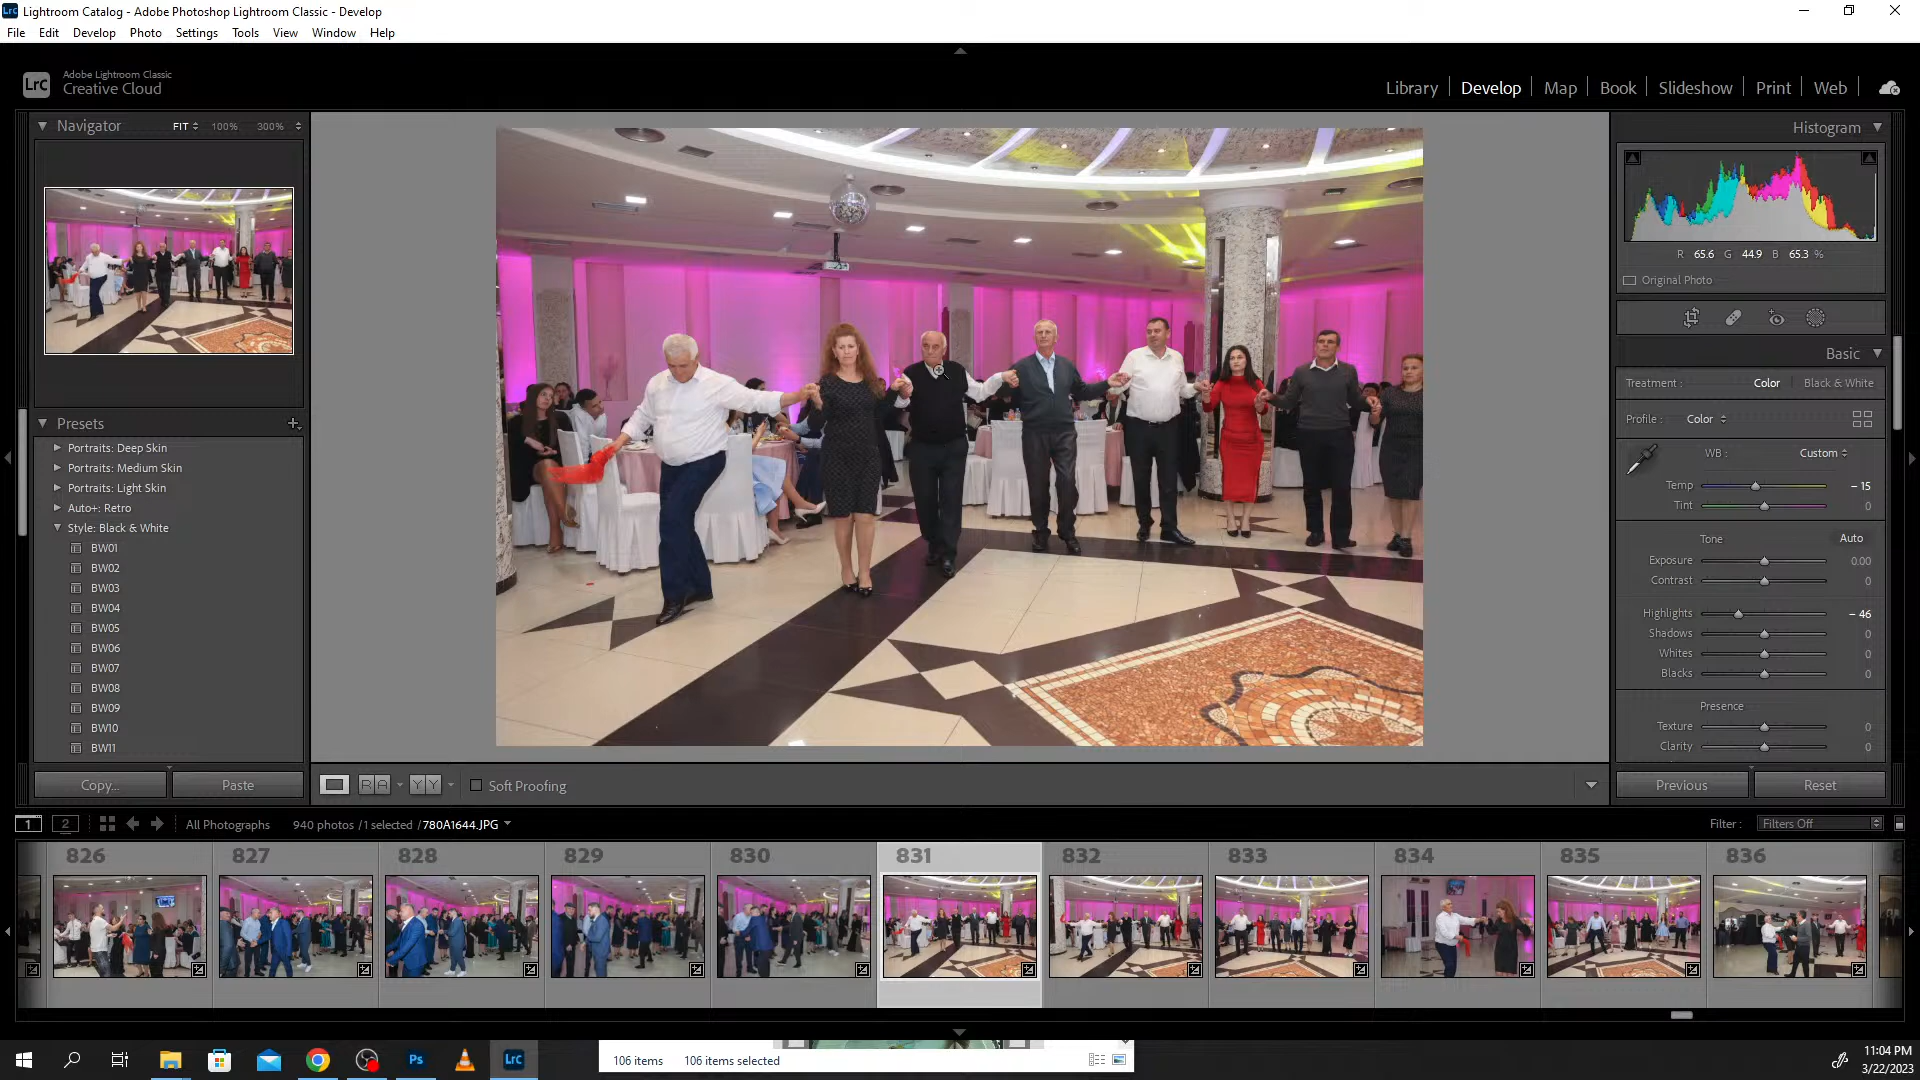 Lightroom Catalog - Adobe Photoshop Lightroom Classic - Develop
File Edit Develop Photo Settings Tools View Window Help
Lrc Adobe Lightroom Classic
Creative Cloud
Library Develop Map Book Slideshow Print Web
Navigator FIT 100% 300%
Histogram
R 65.6 G 44.9 B 65.3 %
Original Photo
Basic
Treatment : Color Black & White
Profile : Color
WB : Custom
Temp - 15
Tint 0
Tone Auto
Exposure 0.00
Contrast 0
Highlights - 46
Shadows 0
Whites 0
Blacks 0
Presence
Texture 0
Clarity 0
Previous Reset
Presets
Portraits: Deep Skin
Portraits: Medium Skin
Portraits: Light Skin
Auto+: Retro
Style: Black & White
BW01
BW02
BW03
BW04
BW05
BW06
BW07
BW08
BW09
BW10
BW11
Copy... Paste
R A Y Y Soft Proofing
1 2 All Photographs 940 photos / 1 selected / 780A1644.JPG Filter : Filters Off
826 827 828 829 830 831 832 833 834 835 836
Ps LrC 106 items 106 items selected
11:04 PM
3/22/2023